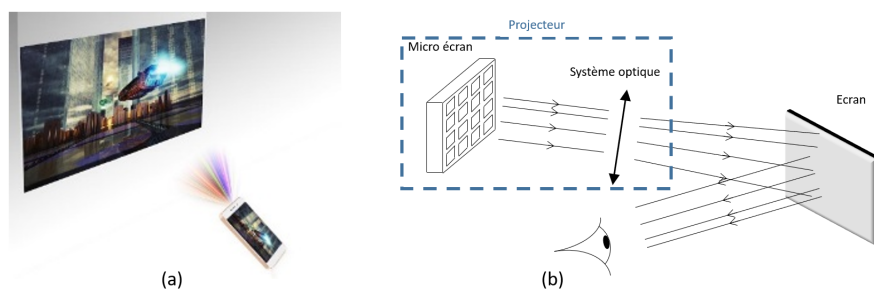 Projecteur
Micro écran
Système optique
Ecran
(a)
(b)